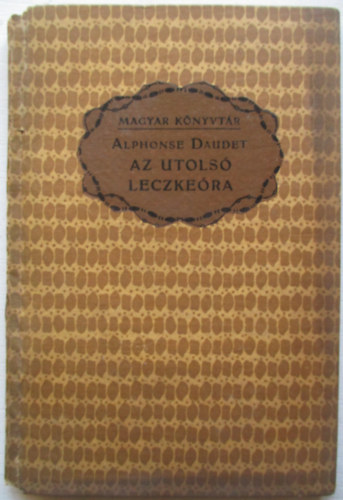 MAGYAR KÖNYVTÁR
ALPHONSE DAUDET
AZ UTOLSÓ
LECZKEÓRA